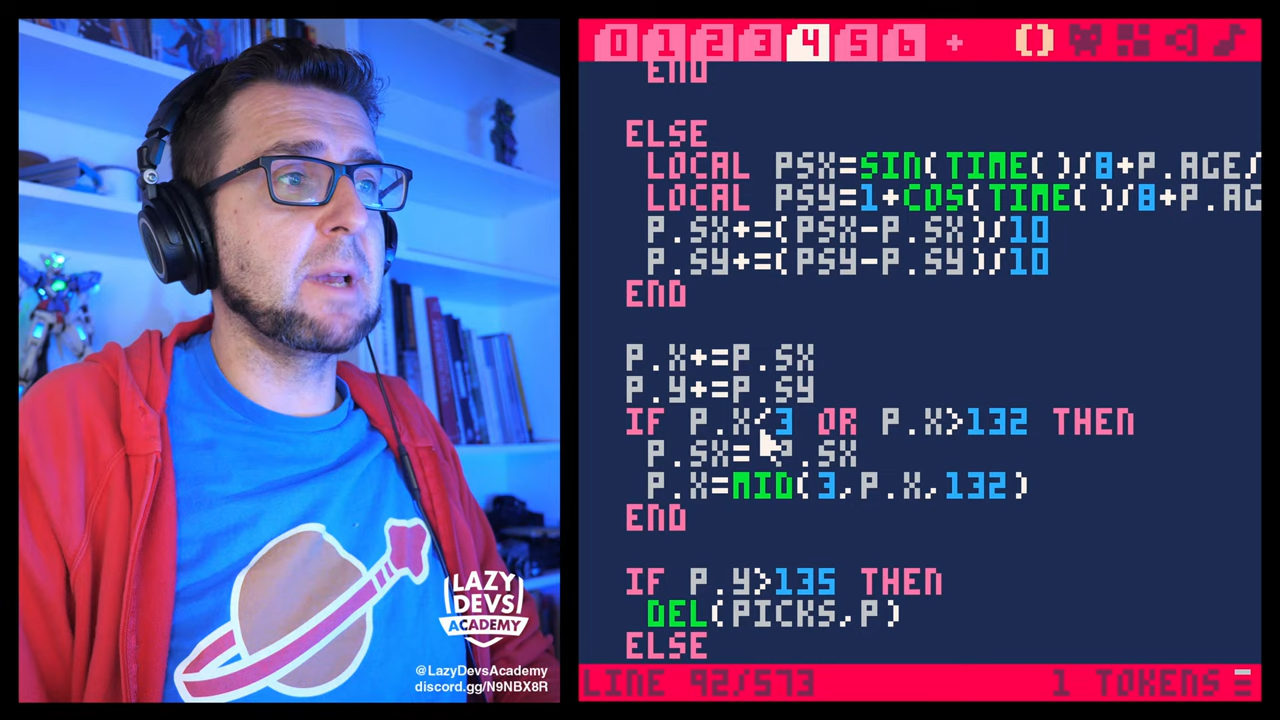 0 1 2 3 4 5 6 + ()
END
ELSE
LOCAL PSX=SIN(TIME()/8+P.AGE/
LOCAL PSY=1+COS(TIME()/8+P.AG
P.SX+=(PSX-P.SX)/10
P.SY+=(PSY-P.SY)/10
END
P.X+=P.SX
P.Y+=P.SY
IF P.X<3 OR P.X>132 THEN
P.SX= P.SX
P.X=MID(3,P.X,132)
END
IF P.Y>135 THEN
DEL(PICKS,P)
ELSE
LINE 92/573 1 TOKENS
LAZY
DEVS
ACADEMY
@LazyDevsAcademy
discord.gg/N9NBX8R